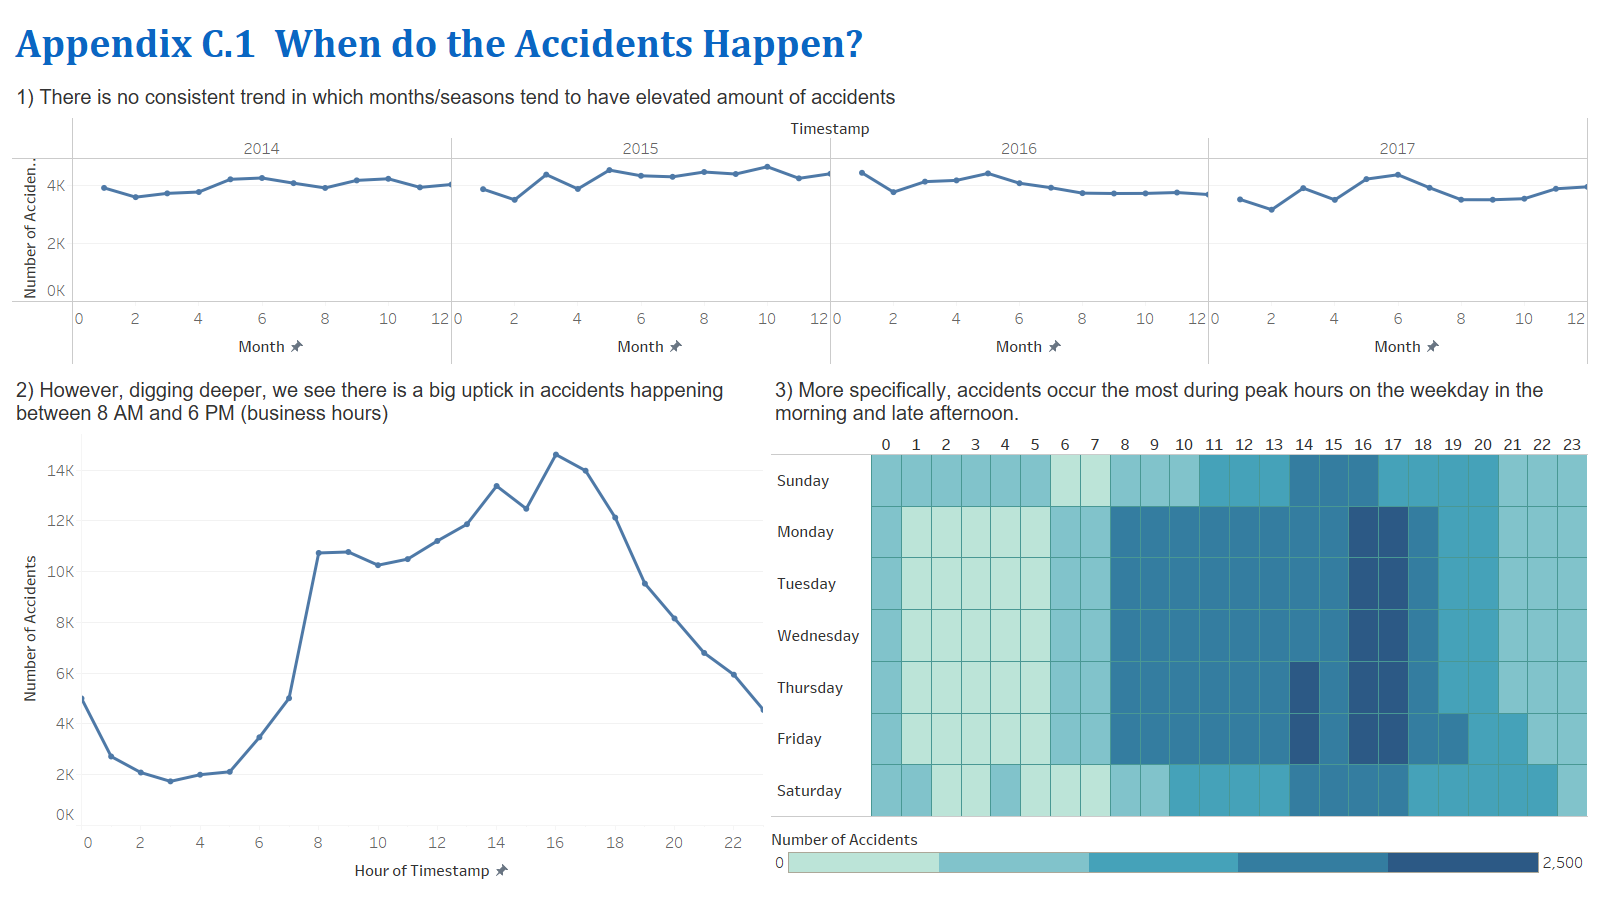 Appendix C.1 When do the Accidents Happen?
1) There is no consistent trend in which months/seasons tend to have elevated amount of accidents
Timestamp
2014 2015 2016 2017
Number of Acciden..
4K
2K
0K
0 2 4 6 8 10 12 0 2 4 6 8 10 12 0 2 4 6 8 10 12 0 2 4 6 8 10 12
Month Month Month Month
2) However, digging deeper, we see there is a big uptick in accidents happening
between 8 AM and 6 PM (business hours)
Number of Accidents
14K
12K
10K
8K
6K
4K
2K
0K
0 2 4 6 8 10 12 14 16 18 20 22
Hour of Timestamp
3) More specifically, accidents occur the most during peak hours on the weekday in the
morning and late afternoon.
0 1 2 3 4 5 6 7 8 9 10 11 12 13 14 15 16 17 18 19 20 21 22 23
Sunday
Monday
Tuesday
Wednesday
Thursday
Friday
Saturday
Number of Accidents
0 2,500